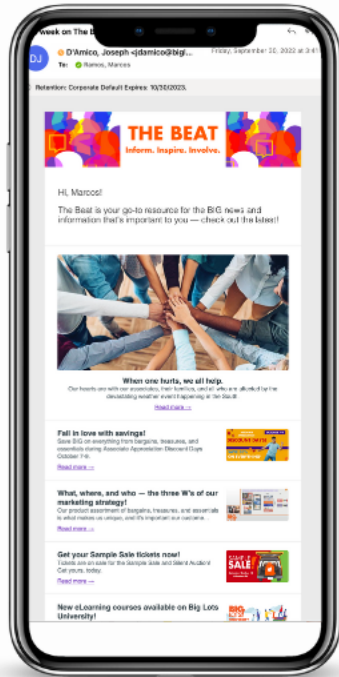 week on The B
DJ
D'Amico, Joseph <jdamico@bigl...
Friday, September 30, 2022 at 3:41
To: Ramos, Marcos
Retention: Corporate Default Expires: 10/30/2023.
THE BEAT
Inform. Inspire. Involve.
Hi, Marcos!
The Beat is your go-to resource for the BIG news and
information that's important to you — check out the latest!
When one hurts, we all help.
Our hearts are with our associates, their families, and all who are affected by the
devastating weather event happening in the South.
Read more →
Fall in love with savings!
Save BIG on everything from bargains, treasures, and
essentials during Associate Appreciation Discount Days
October 7-9.
Read more →
DISCOUNT DAYS
What, where, and who — the three W's of our
marketing strategy!
Our product assortment of bargains, treasures, and essentials
is what makes us unique, and it's important our customers
Read more →
Get your Sample Sale tickets now!
Tickets are on sale for the Sample Sale and Silent Auction!
Get yours, today.
Read more →
SAMPLE
SALE
New eLearning courses available on Big Lots
University!
BIG